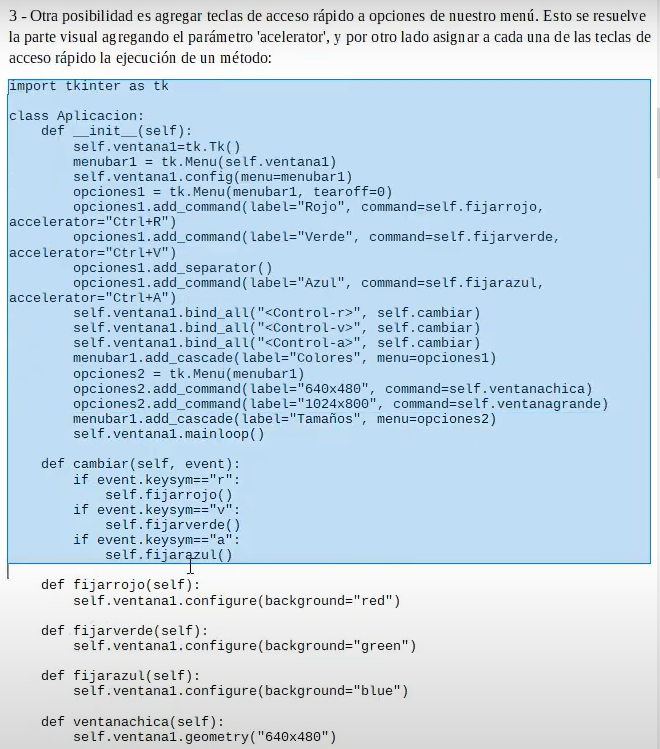 3 - Otra posibilidad es agregar teclas de acceso rápido a opciones de nuestro menú. Esto se resuelve
la parte visual agregando el parámetro 'acelerator', y por otro lado asignar a cada una de las teclas de
acceso rápido la ejecución de un método:
import tkinter as tk

class Aplicacion:
    def __init__(self):
        self.ventana1=tk.Tk()
        menubar1 = tk.Menu(self.ventana1)
        self.ventana1.config(menu=menubar1)
        opciones1 = tk.Menu(menubar1, tearoff=0)
        opciones1.add_command(label="Rojo", command=self.fijarrojo,
accelerator="Ctrl+R")
        opciones1.add_command(label="Verde", command=self.fijarverde,
accelerator="Ctrl+V")
        opciones1.add_separator()
        opciones1.add_command(label="Azul", command=self.fijarazul,
accelerator="Ctrl+A")
        self.ventana1.bind_all("<Control-r>", self.cambiar)
        self.ventana1.bind_all("<Control-v>", self.cambiar)
        self.ventana1.bind_all("<Control-a>", self.cambiar)
        menubar1.add_cascade(label="Colores", menu=opciones1)
        opciones2 = tk.Menu(menubar1)
        opciones2.add_command(label="640x480", command=self.ventanachica)
        opciones2.add_command(label="1024x800", command=self.ventanagrande)
        menubar1.add_cascade(label="Tamaños", menu=opciones2)
        self.ventana1.mainloop()

    def cambiar(self, event):
        if event.keysym=="r":
            self.fijarrojo()
        if event.keysym=="v":
            self.fijarverde()
        if event.keysym=="a":
            self.fijarazul()

    def fijarrojo(self):
        self.ventana1.configure(background="red")

    def fijarverde(self):
        self.ventana1.configure(background="green")

    def fijarazul(self):
        self.ventana1.configure(background="blue")

    def ventanachica(self):
        self.ventana1.geometry("640x480")